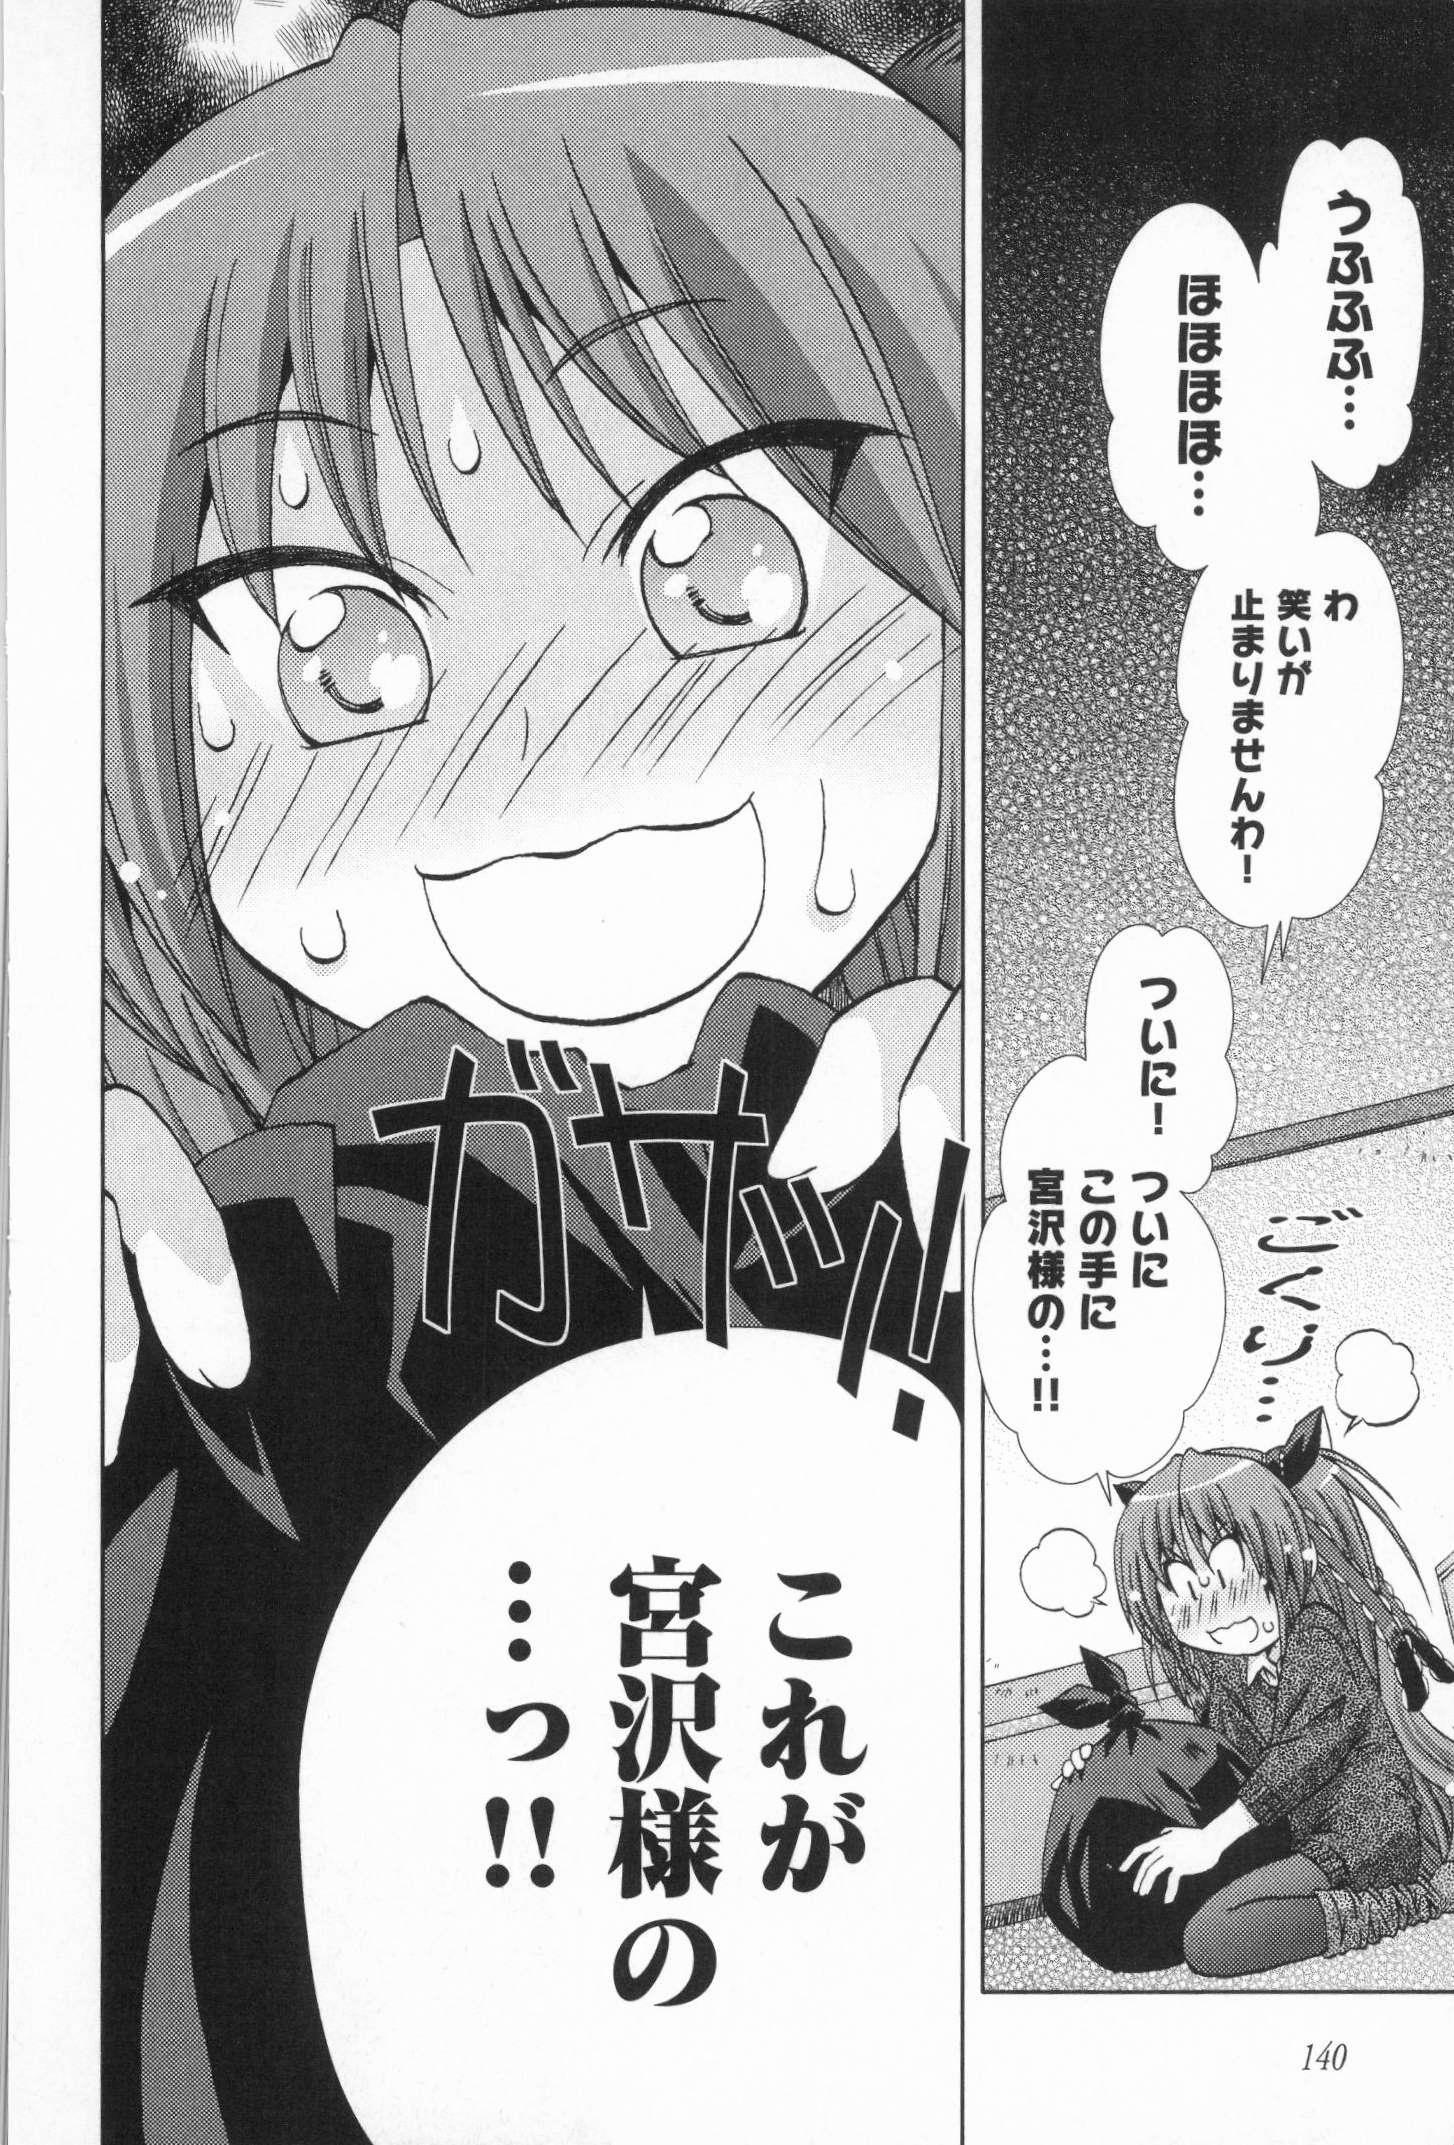 うふふふ…
ほほほほ…
わ
笑いが
止まりませんわ!
ついに!
ついに
この手に
宮沢様の…!!
ごくり…
ガサッ!!
これが
宮沢様の
…っ!!
140